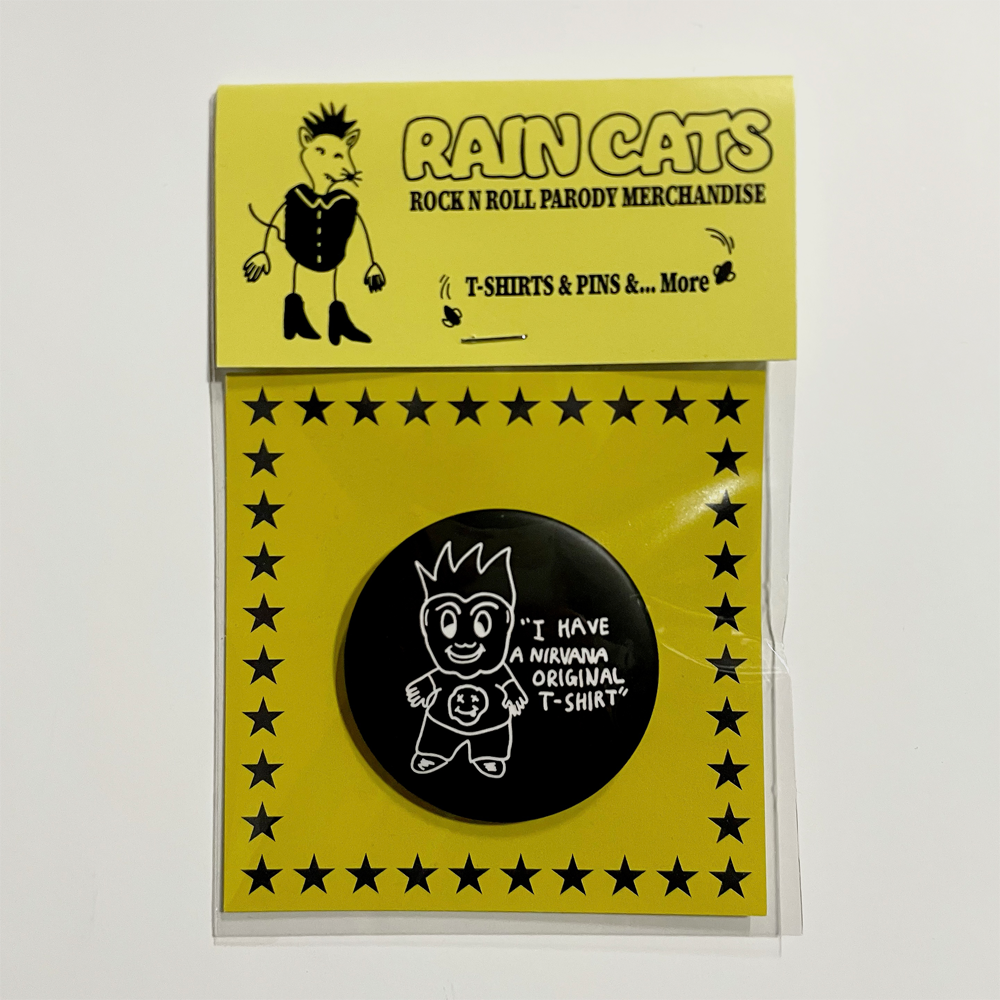 RAIN CATS
ROCK N ROLL PARODY MERCHANDISE
T-SHIRTS & PINS &... More
"I HAVE
A NIRVANA
ORIGINAL
T-SHIRT"